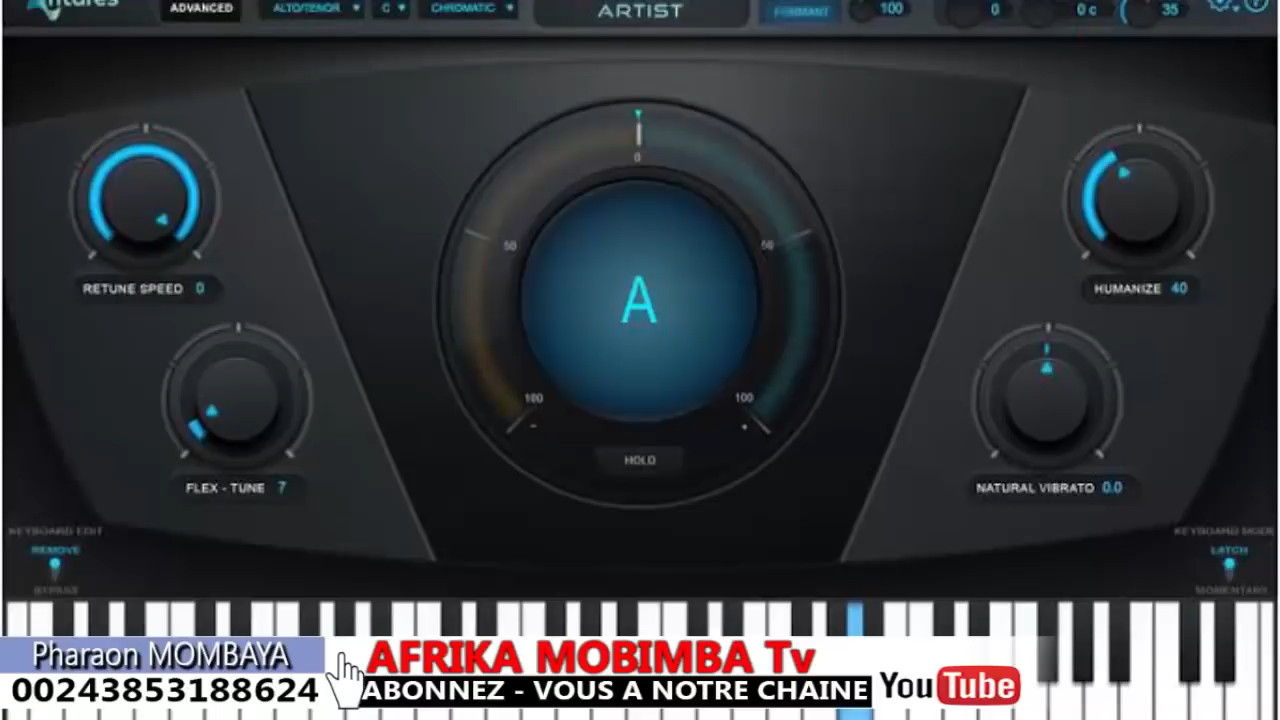 Antares
ADVANCED ALTO/TENOR C CHROMATIC ARTIST FORMANT 100 0 0 c 35
0
50 50
RETUNE SPEED 0 HUMANIZE 40
A
100 100
- +
HOLD
FLEX - TUNE 7 NATURAL VIBRATO 0.0
KEYBOARD EDIT KEYBOARD MODE
REMOVE LATCH
BYPASS MOMENTARY
Pharaon MOMBAYA AFRIKA MOBIMBA Tv
00243853188624 ABONNEZ - VOUS A NOTRE CHAINE YouTube